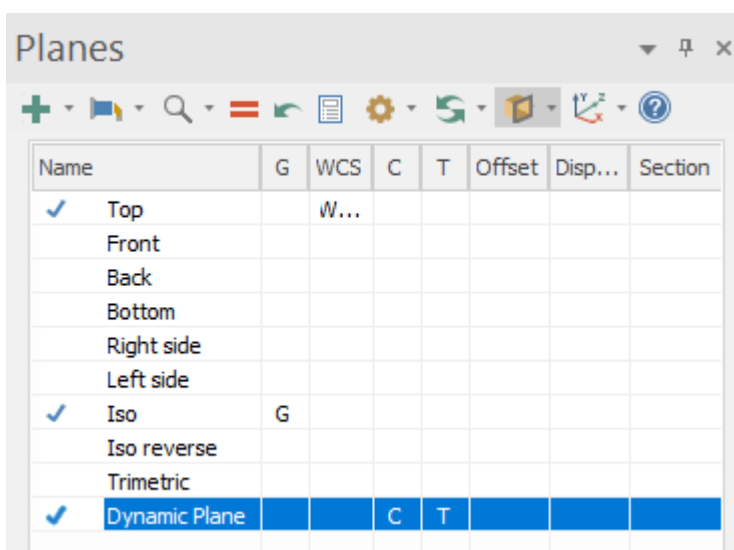 Planes
Name G WCS C T Offset Disp... Section
Top W...
Front
Back
Bottom
Right side
Left side
Iso G
Iso reverse
Trimetric
Dynamic Plane C T